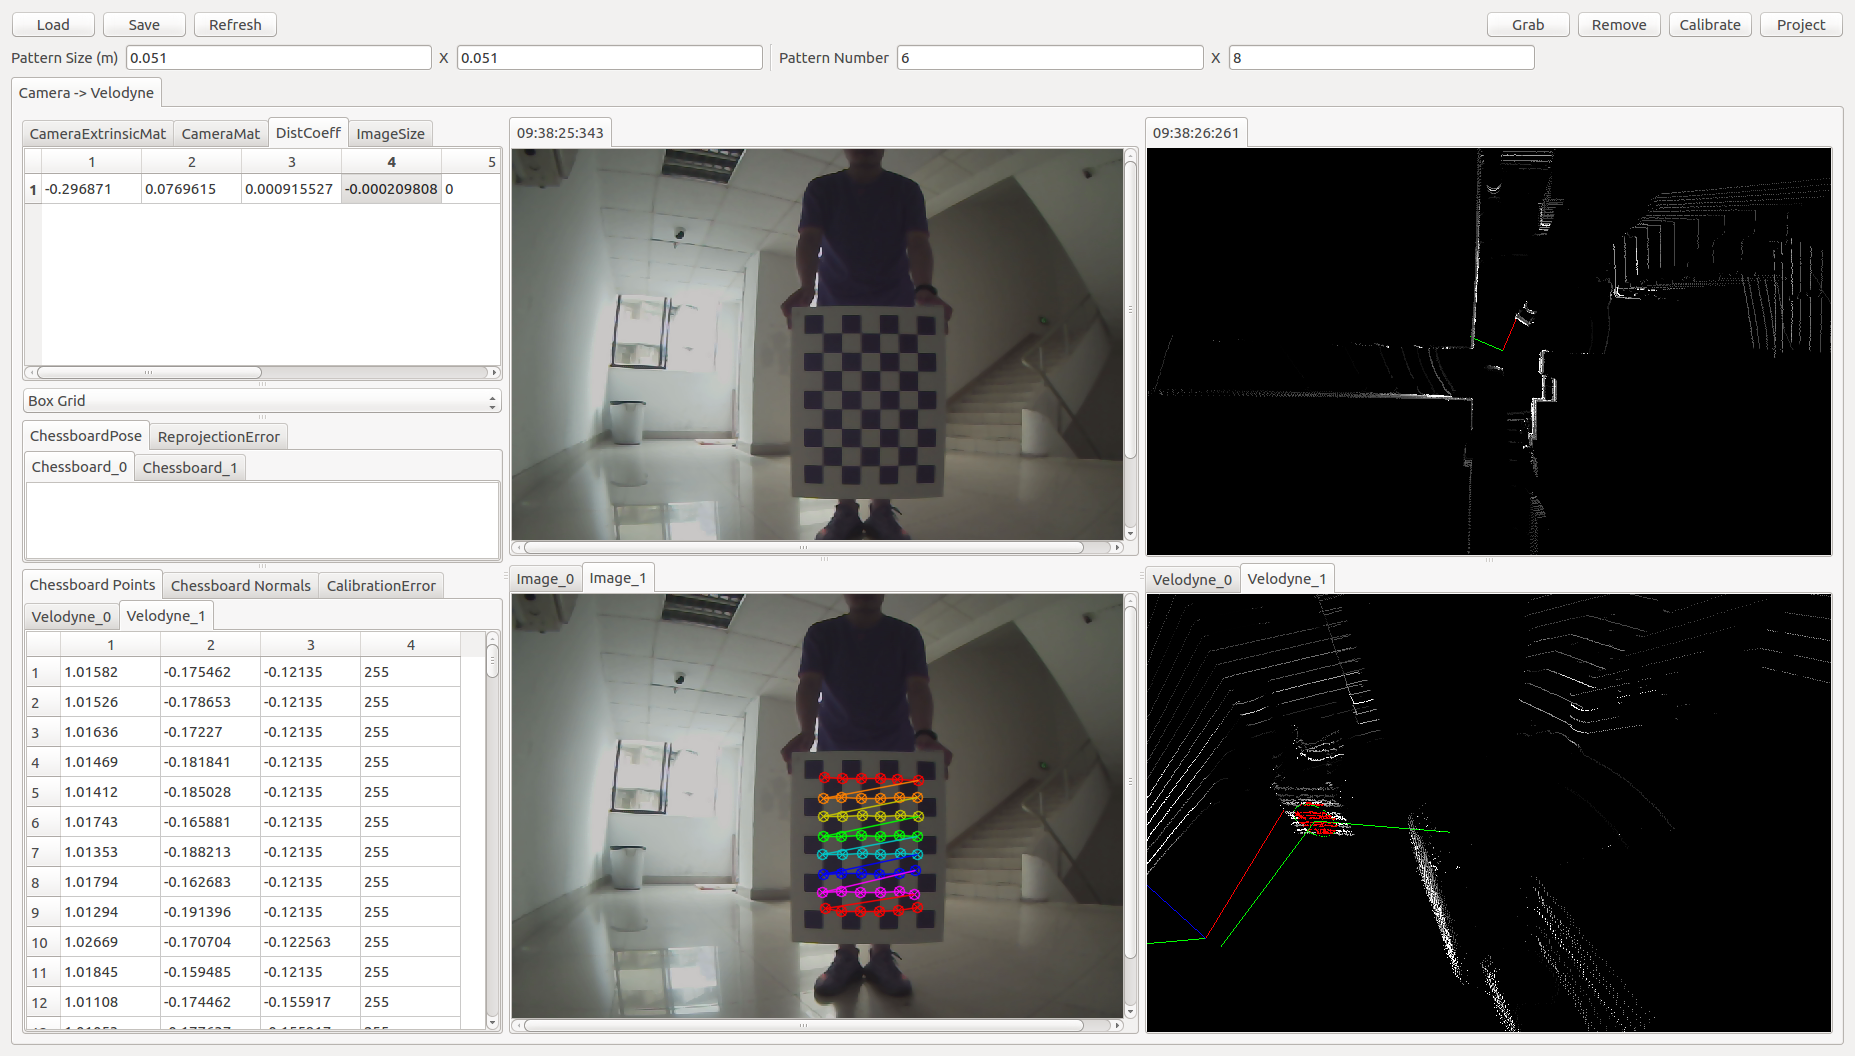 Load Save Refresh Grab Remove Calibrate Project
Pattern Size (m) 0.051 X 0.051 Pattern Number 6 X 8
Camera -> Velodyne
CameraExtrinsicMat CameraMat DistCoeff ImageSize
1 2 3 4 5
1 -0.296871 0.0769615 0.000915527 -0.000209808 0
Box Grid
ChessboardPose ReprojectionError
Chessboard_0 Chessboard_1
Chessboard Points Chessboard Normals CalibrationError
Velodyne_0 Velodyne_1
1 2 3 4
1 1.01582 -0.175462 -0.12135 255
2 1.01526 -0.178653 -0.12135 255
3 1.01636 -0.17227 -0.12135 255
4 1.01469 -0.181841 -0.12135 255
5 1.01412 -0.185028 -0.12135 255
6 1.01743 -0.165881 -0.12135 255
7 1.01353 -0.188213 -0.12135 255
8 1.01794 -0.162683 -0.12135 255
9 1.01294 -0.191396 -0.12135 255
10 1.02669 -0.170704 -0.122563 255
11 1.01845 -0.159485 -0.12135 255
12 1.01108 -0.174462 -0.155917 255
09:38:25:343
Image_0 Image_1
09:38:26:261
Velodyne_0 Velodyne_1